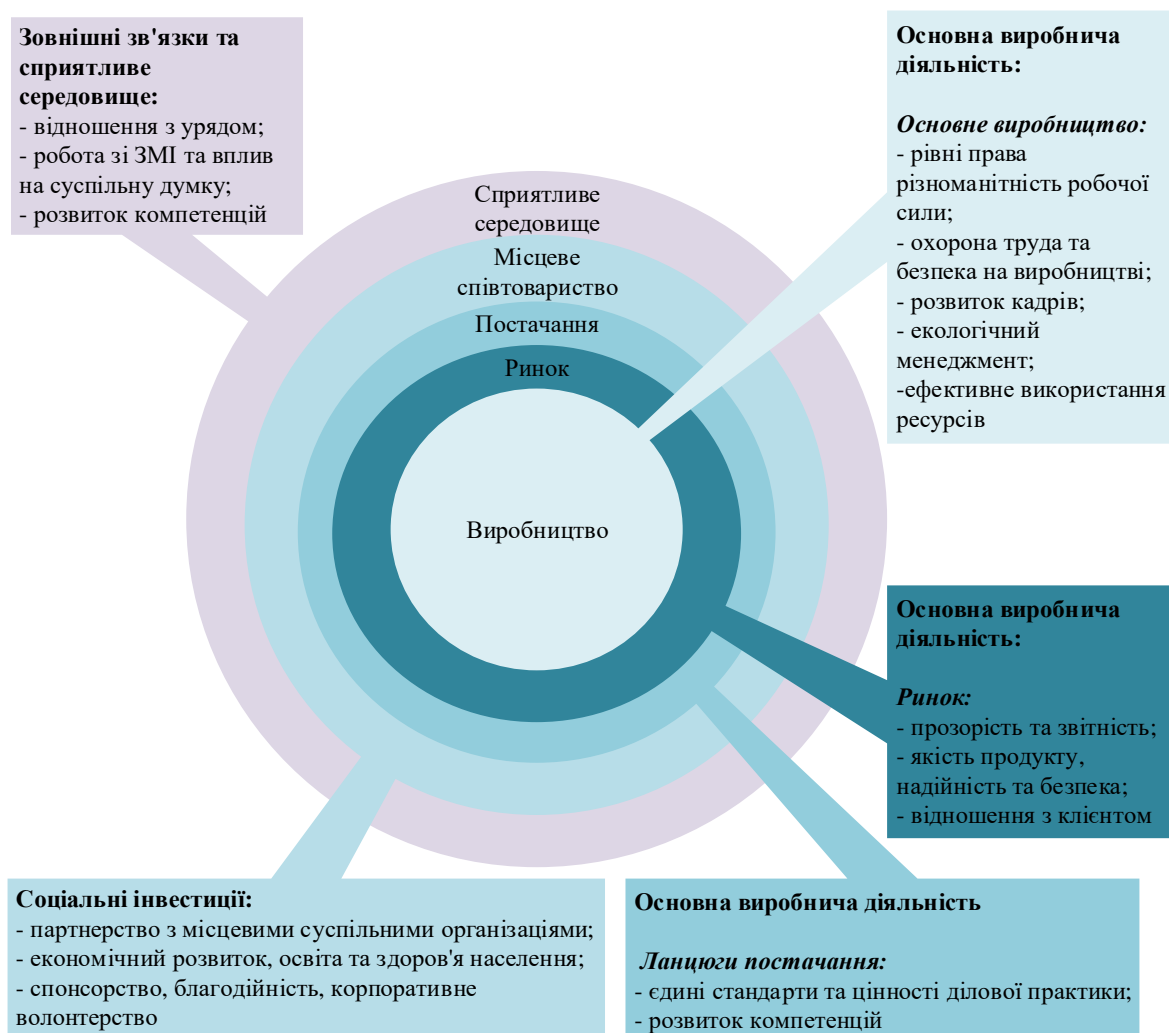 Зовнішні зв'язки та
сприятливе
середовище:
- відношення з урядом;
- робота зі ЗМІ та вплив
на суспільну думку;
- розвиток компетенцій
Основна виробнича
діяльність:
Основне виробництво:
- рівні права
різноманітність робочої
сили;
- охорона труда та
безпека на виробництві;
- розвиток кадрів;
- екологічний
менеджмент;
-ефективне використання
ресурсів
Сприятливе
середовище
Місцеве
співтовариство
Постачання
Ринок
Виробництво
Основна виробнича
діяльність:
Ринок:
- прозорість та звітність;
- якість продукту,
надійність та безпека;
- відношення з клієнтом
Соціальні інвестиції:
- партнерство з місцевими суспільними організаціями;
- економічний розвиток, освіта та здоров'я населення;
- спонсорство, благодійність, корпоративне
волонтерство
Основна виробнича діяльність
Ланцюги постачання:
- єдині стандарти та цінності ділової практики;
- розвиток компетенцій